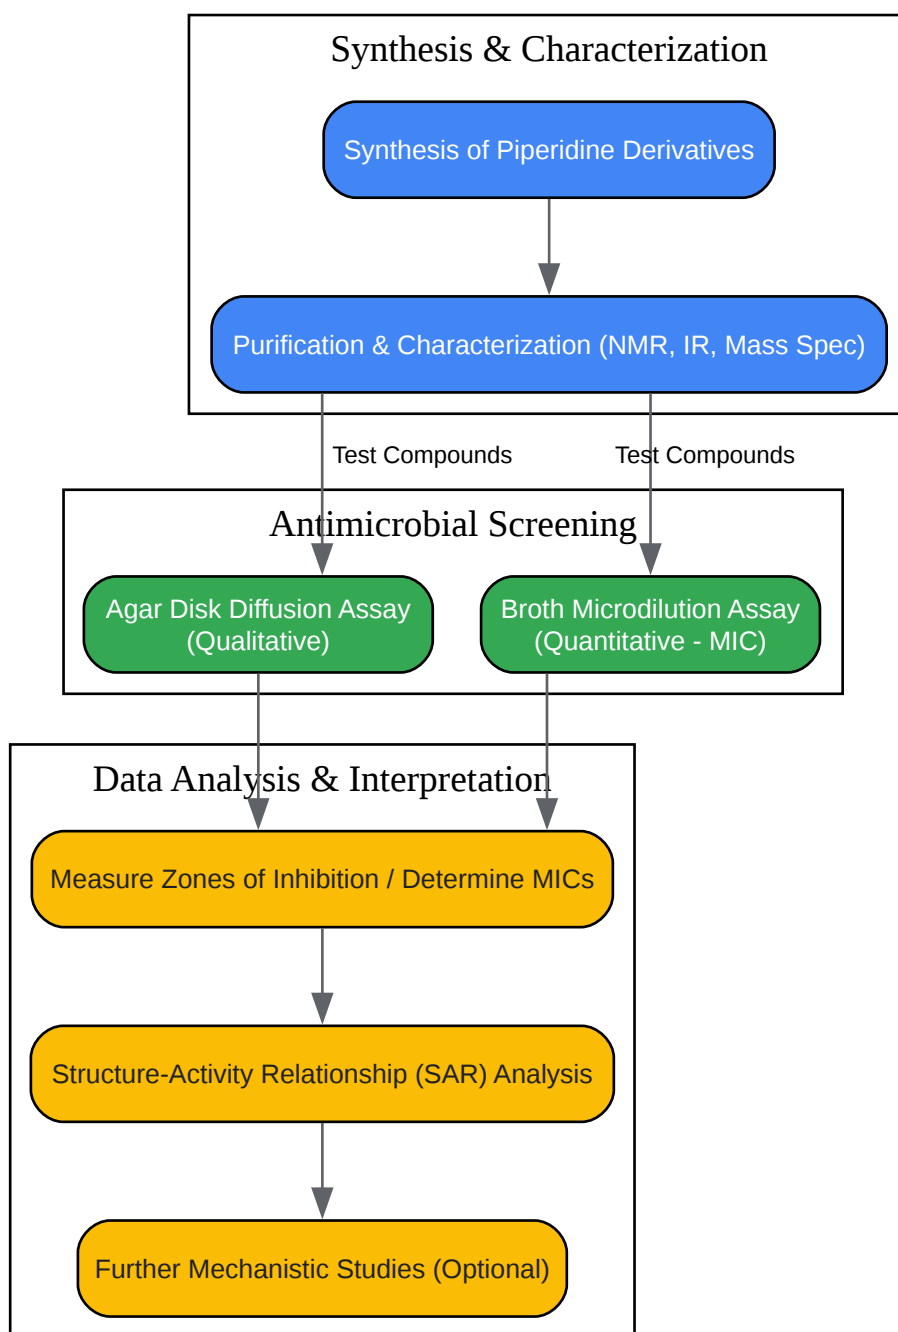 Synthesis & Characterization
Synthesis of Piperidine Derivatives
Purification & Characterization (NMR, IR, Mass Spec)
Test Compounds
Test Compounds
Antimicrobial Screening
Agar Disk Diffusion Assay
(Qualitative)
Broth Microdilution Assay
(Quantitative - MIC)
Data Analysis & Interpretation
Measure Zones of Inhibition / Determine MICs
Structure-Activity Relationship (SAR) Analysis
Further Mechanistic Studies (Optional)